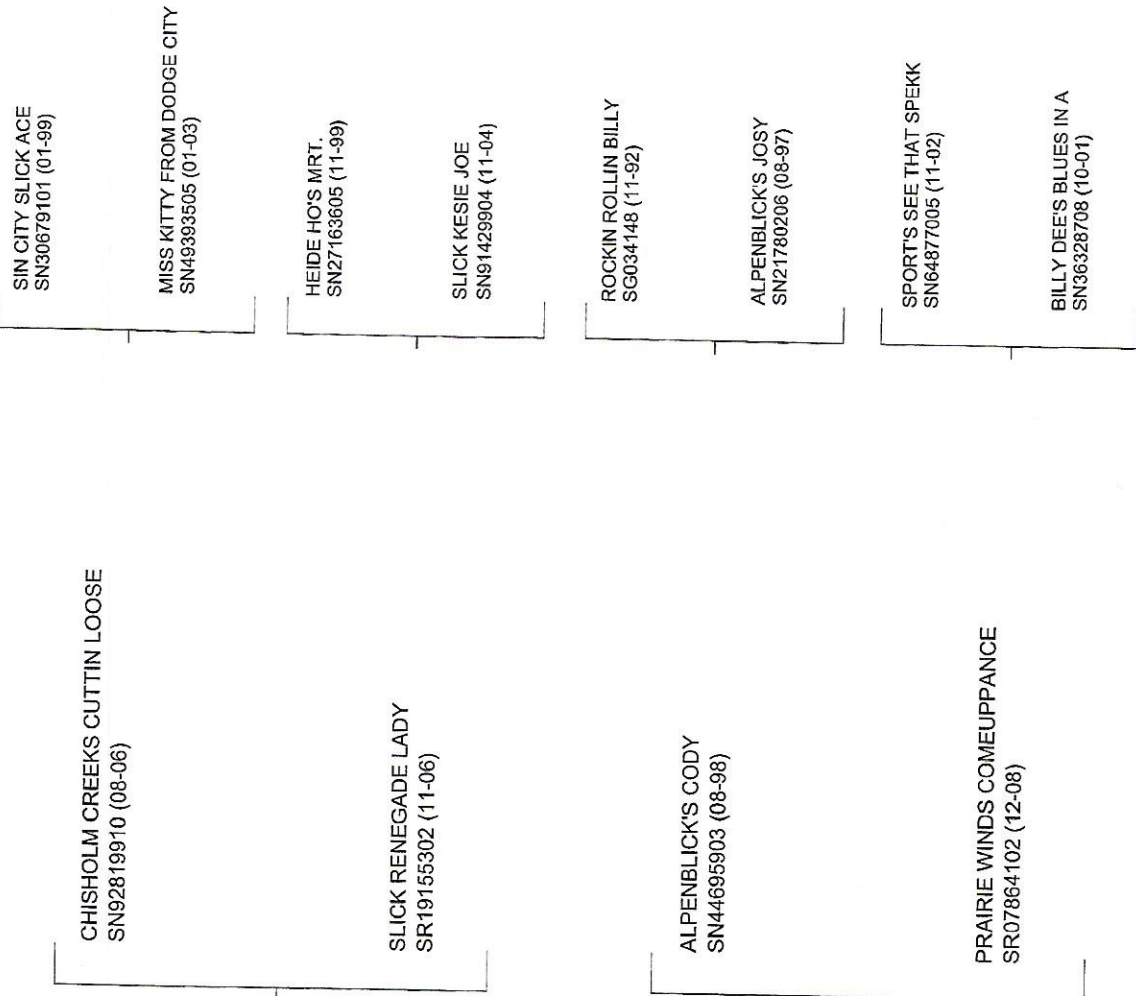 SIN CITY SLICK ACE
SN30679101 (01-99)
MISS KITTY FROM DODGE CITY
SN49393505 (01-03)
CHISHOLM CREEKS CUTTIN LOOSE
SN92819910 (08-06)
HEIDE HO'S MRT.
SN27163605 (11-99)
SLICK KESIE JOE
SN91429904 (11-04)
SLICK RENEGADE LADY
SR19155302 (11-06)
ROCKIN ROLLIN BILLY
SG034148 (11-92)
ALPENBLICK'S JOSY
SN21780206 (08-97)
ALPENBLICK'S CODY
SN44695903 (08-98)
SPORT'S SEE THAT SPEKK
SN64877005 (11-02)
BILLY DEE'S BLUES IN A
SN36328708 (10-01)
PRAIRIE WINDS COMEUPPANCE
SR07864102 (12-08)